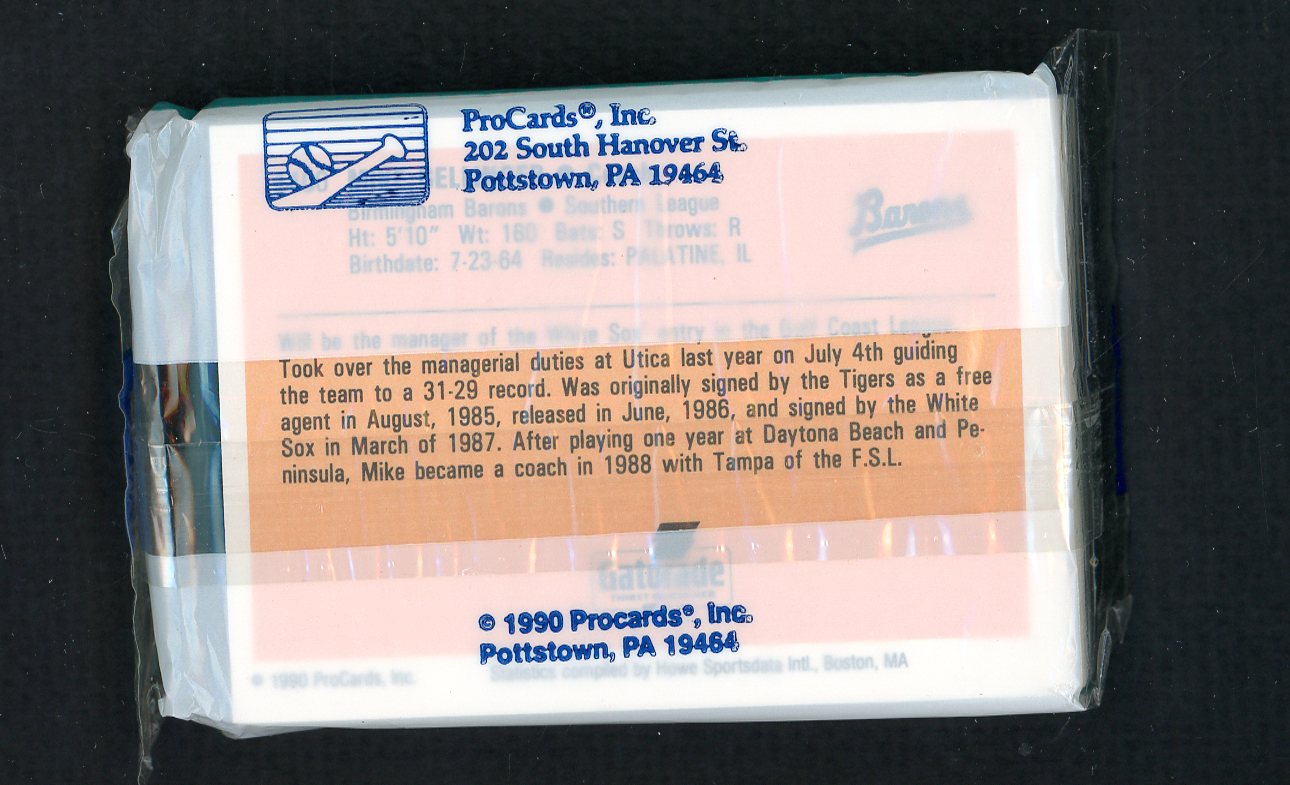 ProCards®, Inc.
202 South Hanover St.
Pottstown, PA 19464
Birmingham Barons • Southern League
Barons
Ht: 5'10" Wt: 160 Bats: S Throws: R
Birthdate: 7-23-64 Resides: PALATINE, IL
Will be the manager of the White Sox' entry in the Gulf Coast League.
Took over the managerial duties at Utica last year on July 4th guiding
the team to a 31-29 record. Was originally signed by the Tigers as a free
agent in August, 1985, released in June, 1986, and signed by the White
Sox in March of 1987. After playing one year at Daytona Beach and Pe-
ninsula, Mike became a coach in 1988 with Tampa of the F.S.L.
Gatorade
THIRST QUENCHER
© 1990 Procards®, Inc.
Pottstown, PA 19464
© 1990 ProCards, Inc. Statistics compiled by Howe Sportsdata Intl., Boston, MA